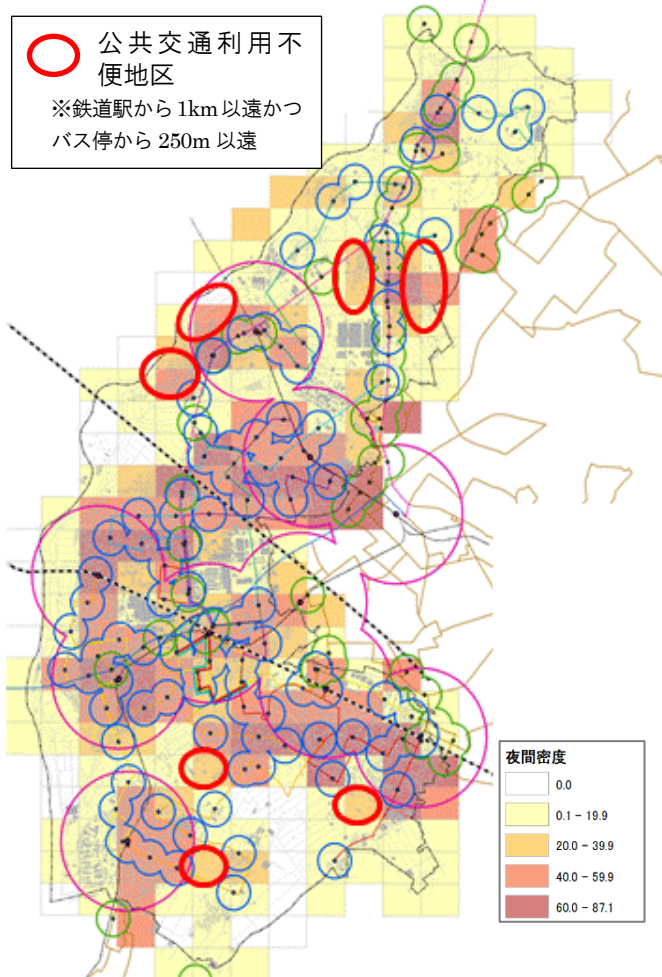 公共交通利用不
便地区
※鉄道駅から1km以遠かつ
バス停から250m以遠
夜間密度
0.0
0.1 - 19.9
20.0 - 39.9
40.0 - 59.9
60.0 - 87.1